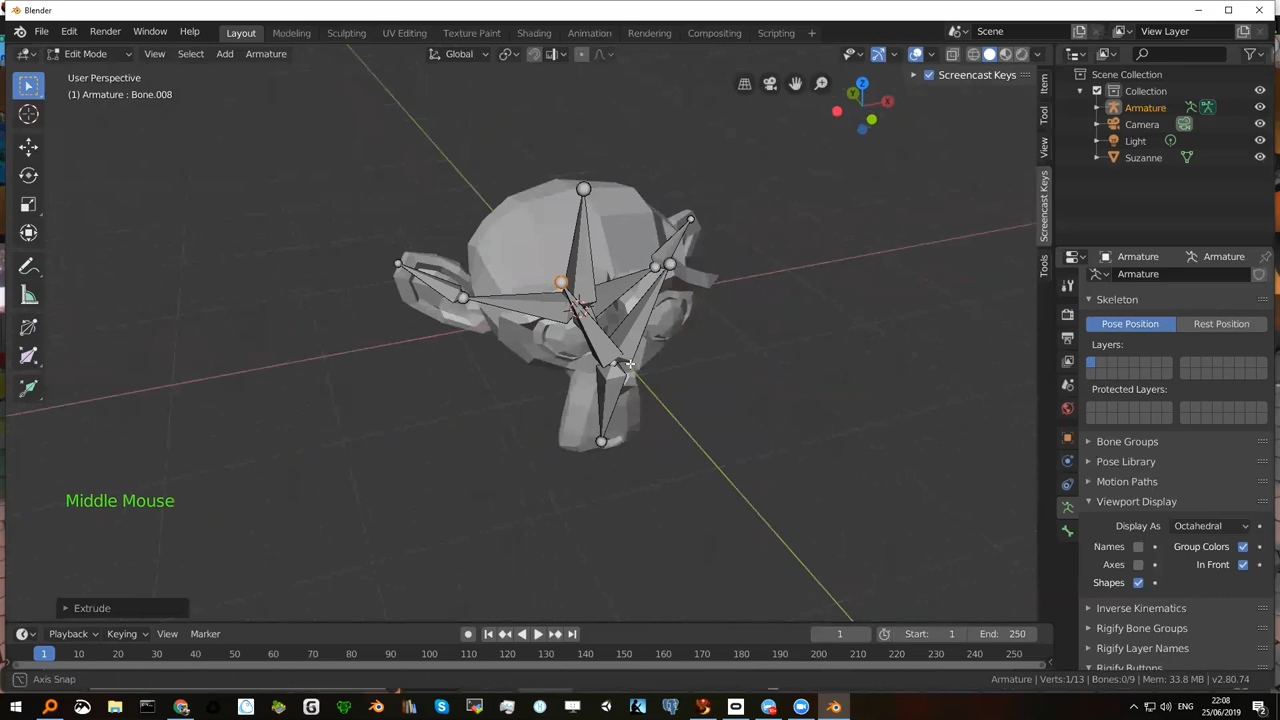 Blender
File Edit Render Window Help Layout Modeling Sculpting UV Editing Texture Paint Shading Animation Rendering Compositing Scripting + Scene View Layer
Edit Mode View Select Add Armature Global
User Perspective
(1) Armature : Bone.008
Screencast Keys
Item
Tool
View
Screencast Keys
Tools
X
Y
Z
Scene Collection
Collection
Armature
Camera
Light
Suzanne
Armature Armature
Armature
Skeleton
Pose Position Rest Position
Layers:
Protected Layers:
Bone Groups
Pose Library
Motion Paths
Viewport Display
Display As Octahedral
Names Group Colors
Axes In Front
Shapes
Inverse Kinematics
Rigify Bone Groups
Rigify Layer Names
Rigify Buttons
Middle Mouse
Extrude
Playback Keying View Marker 1 Start: 1 End: 250
1 10 20 30 40 50 60 70 80 90 100 110 120 130 140 150 160 170 180 190 200 210 220 230 240 250
Axis Snap Armature | Verts:1/13 | Bones:0/9 | Mem: 33.8 MB | v2.80.74
22:08
25/06/2019